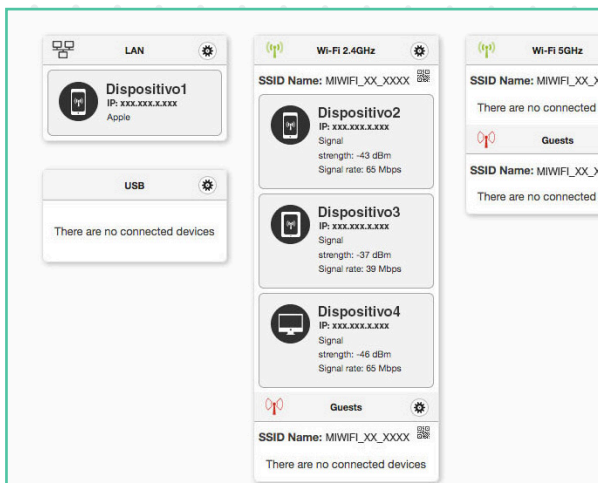 LAN
Dispositivo1
IP: xxx.xxx.x.xxx
Apple
USB
There are no connected devices
Wi-Fi 2.4GHz
SSID Name: MIWIFI_XX_XXXX
Dispositivo2
IP: xxx.xxx.x.xxx
Signal
strength: -43 dBm
Signal rate: 65 Mbps
Dispositivo3
IP: xxx.xxx.x.xxx
Signal
strength: -37 dBm
Signal rate: 39 Mbps
Dispositivo4
IP: xxx.xxx.x.xxx
Signal
strength: -46 dBm
Signal rate: 65 Mbps
Guests
SSID Name: MIWIFI_XX_XXXX
There are no connected devices
Wi-Fi 5GHz
SSID Name: MIWIFI_XX_X
There are no connected
Guests
SSID Name: MIWIFI_XX_X
There are no connected